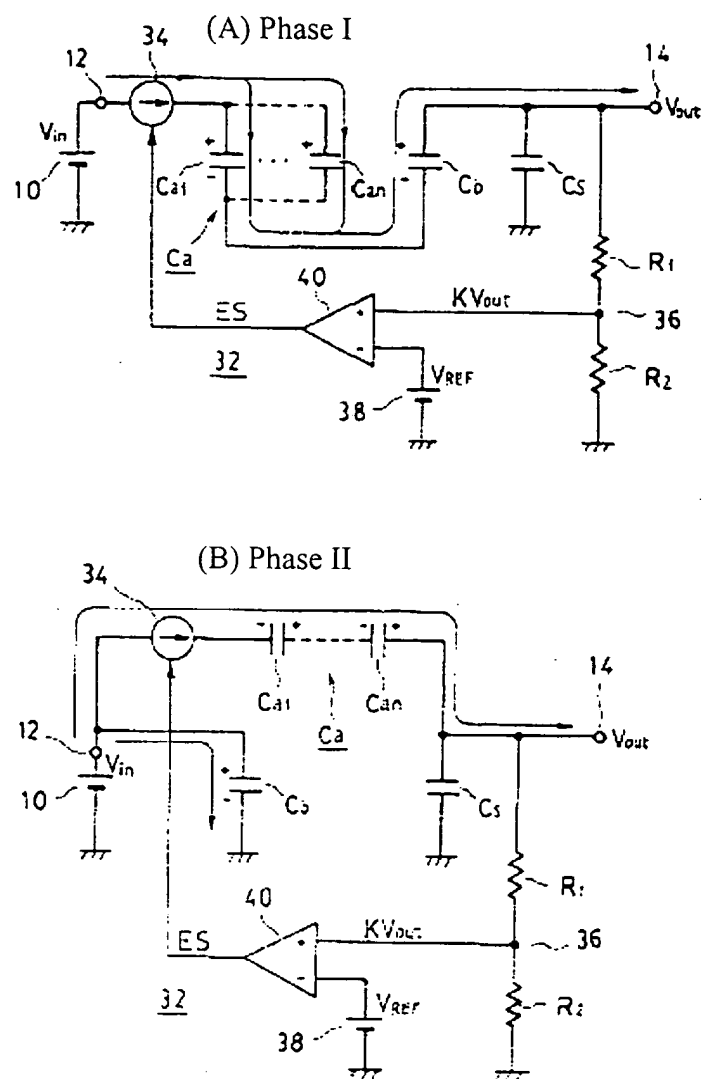 (A) Phase I
34
12
14
Vin
Vout
10
Ca1
Can
Cb
Cs
Ca
R1
40
ES
KVout
36
32
VREF
R2
38
(B) Phase II
34
Ca1
Can
14
12
Ca
Vin
Vout
10
Cb
Cs
R1
40
ES
KVout
36
32
VREF
R2
38